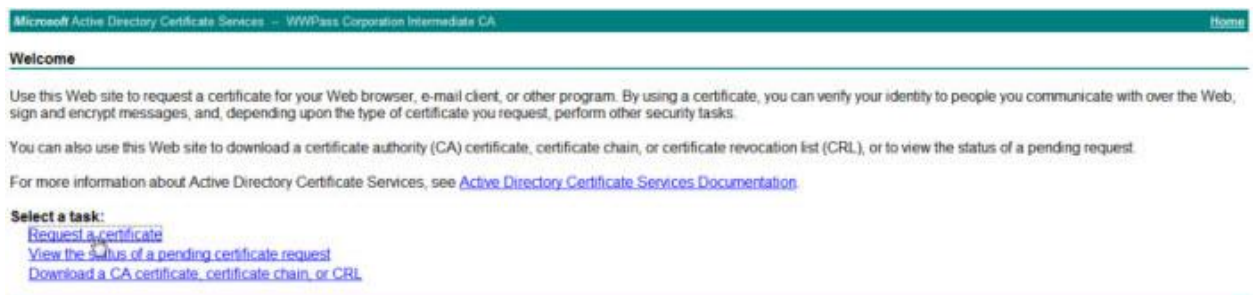 Microsoft Active Directory Certificate Services -- WWPass Corporation Intermediate CA Home
Welcome
Use this Web site to request a certificate for your Web browser, e-mail client, or other program. By using a certificate, you can verify your identity to people you communicate with over the Web,
sign and encrypt messages, and, depending upon the type of certificate you request, perform other security tasks.
You can also use this Web site to download a certificate authority (CA) certificate, certificate chain, or certificate revocation list (CRL), or to view the status of a pending request.
For more information about Active Directory Certificate Services, see Active Directory Certificate Services Documentation.
Select a task:
Request a certificate
View the status of a pending certificate request
Download a CA certificate, certificate chain, or CRL